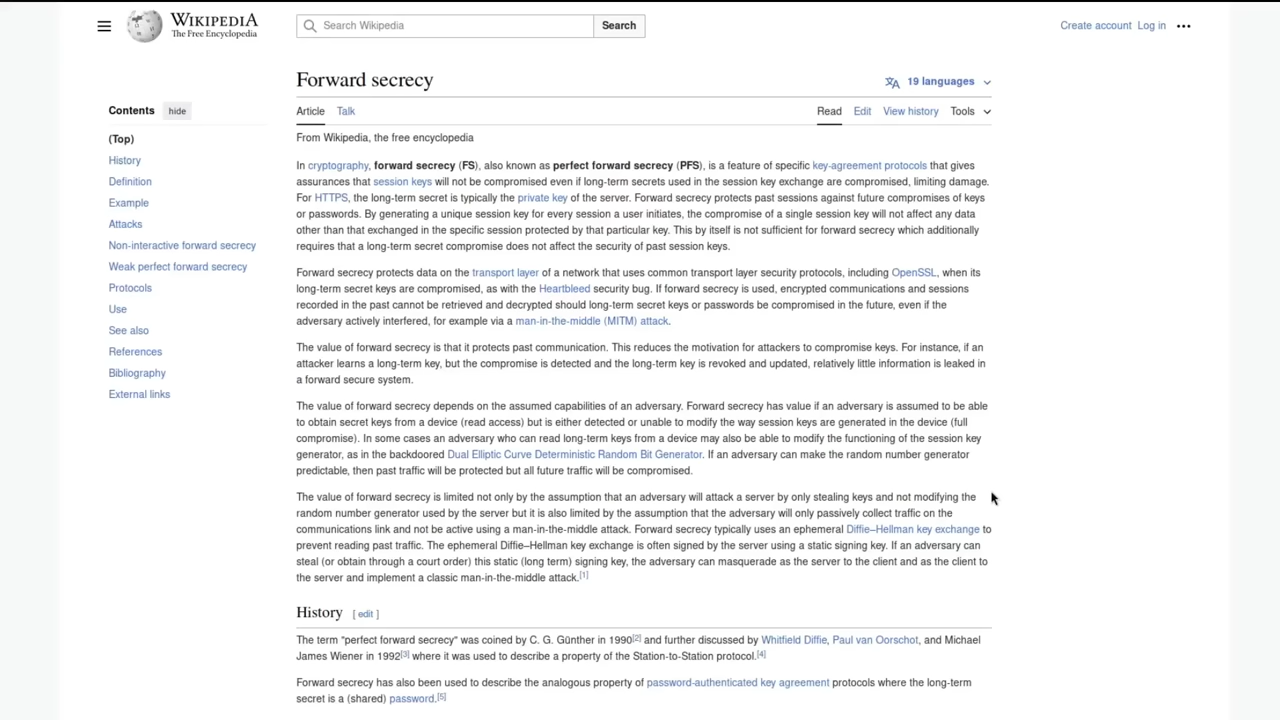 WIKIPEDIA
The Free Encyclopedia
Search Wikipedia
Search
Create account Log in
Forward secrecy
19 languages
Contents hide
Article Talk
Read Edit View history Tools
(Top)
History
Definition
Example
Attacks
Non-interactive forward secrecy
Weak perfect forward secrecy
Protocols
Use
See also
References
Bibliography
External links
From Wikipedia, the free encyclopedia
In cryptography, forward secrecy (FS), also known as perfect forward secrecy (PFS), is a feature of specific key-agreement protocols that gives
assurances that session keys will not be compromised even if long-term secrets used in the session key exchange are compromised, limiting damage.
For HTTPS, the long-term secret is typically the private key of the server. Forward secrecy protects past sessions against future compromises of keys
or passwords. By generating a unique session key for every session a user initiates, the compromise of a single session key will not affect any data
other than that exchanged in the specific session protected by that particular key. This by itself is not sufficient for forward secrecy which additionally
requires that a long-term secret compromise does not affect the security of past session keys.
Forward secrecy protects data on the transport layer of a network that uses common transport layer security protocols, including OpenSSL, when its
long-term secret keys are compromised, as with the Heartbleed security bug. If forward secrecy is used, encrypted communications and sessions
recorded in the past cannot be retrieved and decrypted should long-term secret keys or passwords be compromised in the future, even if the
adversary actively interfered, for example via a man-in-the-middle (MITM) attack.
The value of forward secrecy is that it protects past communication. This reduces the motivation for attackers to compromise keys. For instance, if an
attacker learns a long-term key, but the compromise is detected and the long-term key is revoked and updated, relatively little information is leaked in
a forward secure system.
The value of forward secrecy depends on the assumed capabilities of an adversary. Forward secrecy has value if an adversary is assumed to be able
to obtain secret keys from a device (read access) but is either detected or unable to modify the way session keys are generated in the device (full
compromise). In some cases an adversary who can read long-term keys from a device may also be able to modify the functioning of the session key
generator, as in the backdoored Dual Elliptic Curve Deterministic Random Bit Generator. If an adversary can make the random number generator
predictable, then past traffic will be protected but all future traffic will be compromised.
The value of forward secrecy is limited not only by the assumption that an adversary will attack a server by only stealing keys and not modifying the
random number generator used by the server but it is also limited by the assumption that the adversary will only passively collect traffic on the
communications link and not be active using a man-in-the-middle attack. Forward secrecy typically uses an ephemeral Diffie–Hellman key exchange to
prevent reading past traffic. The ephemeral Diffie–Hellman key exchange is often signed by the server using a static signing key. If an adversary can
steal (or obtain through a court order) this static (long term) signing key, the adversary can masquerade as the server to the client and as the client to
the server and implement a classic man-in-the-middle attack.[1]
History [ edit ]
The term "perfect forward secrecy" was coined by C. G. Günther in 1990[2] and further discussed by Whitfield Diffie, Paul van Oorschot, and Michael
James Wiener in 1992[3] where it was used to describe a property of the Station-to-Station protocol.[4]
Forward secrecy has also been used to describe the analogous property of password-authenticated key agreement protocols where the long-term
secret is a (shared) password.[5]